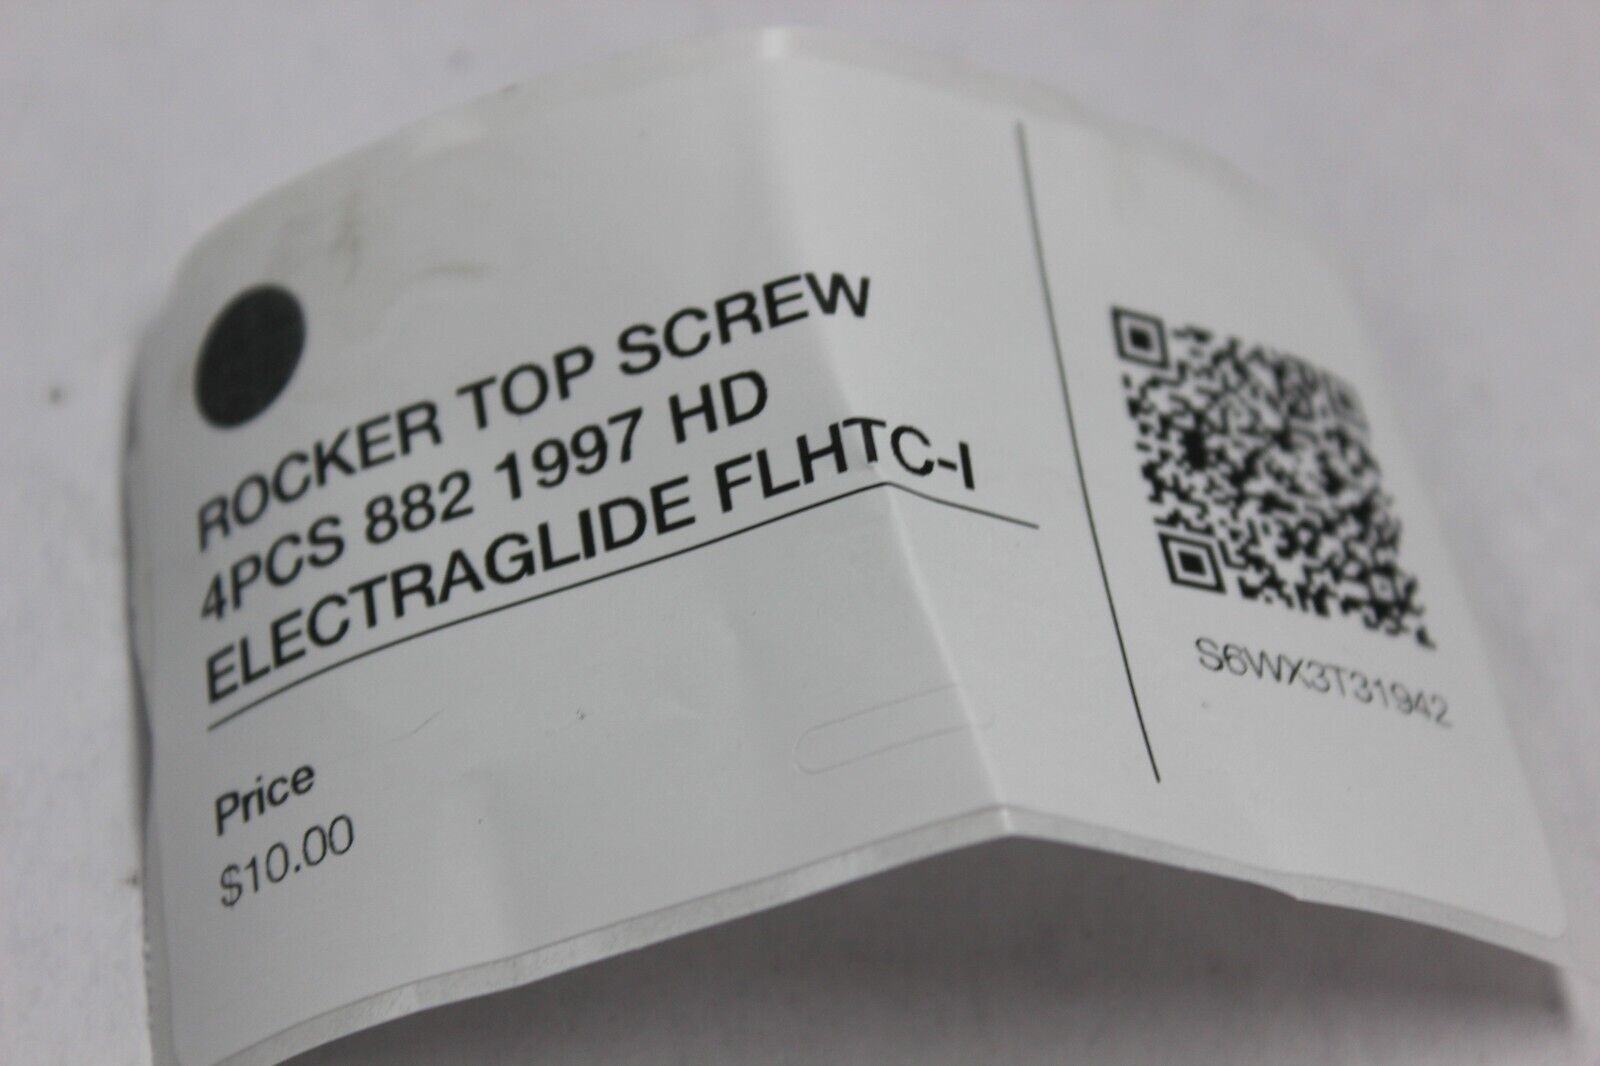 ROCKER TOP SCREW
4PCS 882 1997 HD
ELECTRAGLIDE FLHTC-I
Price
$10.00
S6WX3T31942